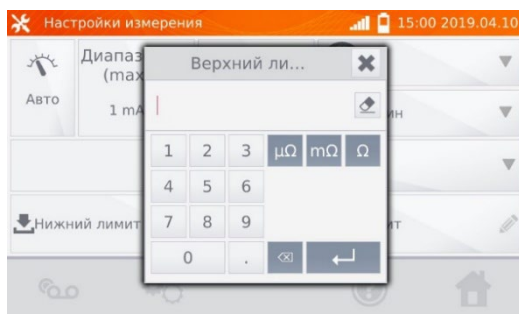 Настройки измерения 15:00 2019.04.10
Диапаз
(max
Авто
1 mA
Верхний ли...
ин
1 2 3 µΩ mΩ Ω
4 5 6
7 8 9
0 .
Нижний лимит
ит